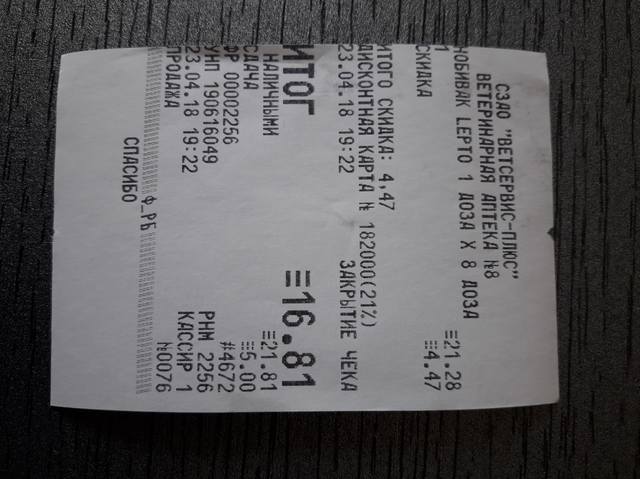 СЗАО "ВЕТСЕРВИС-ПЛЮС"
ВЕТЕРИНАРНАЯ АПТЕКА №8
НОБИВАК LEPTO 1 ДОЗА X 8 ДОЗА
1 ≡21.28
СКИДКА ≡4.47
ИТОГО СКИДКА: 4,47
ДИСКОНТНАЯ КАРТА № 182000(21%)
23.04.18 19:22 ЗАКРЫТИЕ ЧЕКА
ИТОГ ≡16.81
НАЛИЧНЫМИ ≡21.81
СДАЧА ≡5.00
ФР 00002256 #4672
УНП 190616049 РНМ 2256
23.04.18 19:22 КАССИР 1
ПРОДАЖА №0076
Ф_РБ
СПАСИБО